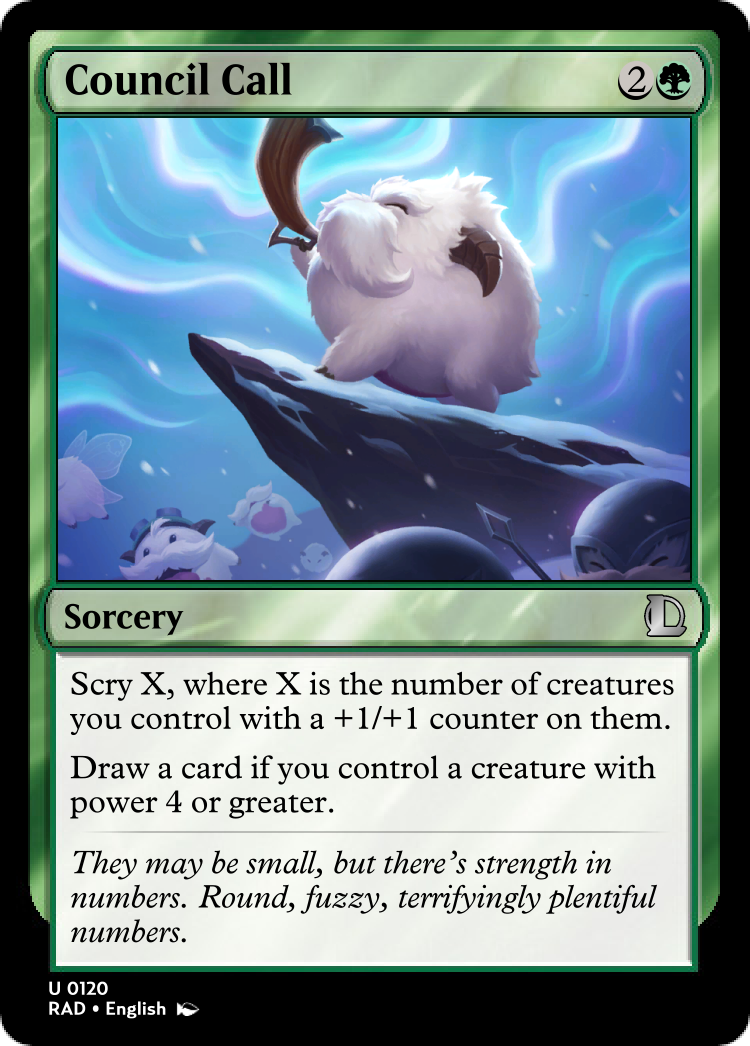 Council Call 2
Sorcery
Scry X, where X is the number of creatures
you control with a +1/+1 counter on them.
Draw a card if you control a creature with
power 4 or greater.
They may be small, but there's strength in
numbers. Round, fuzzy, terrifyingly plentiful
numbers.
U 0120
RAD • English